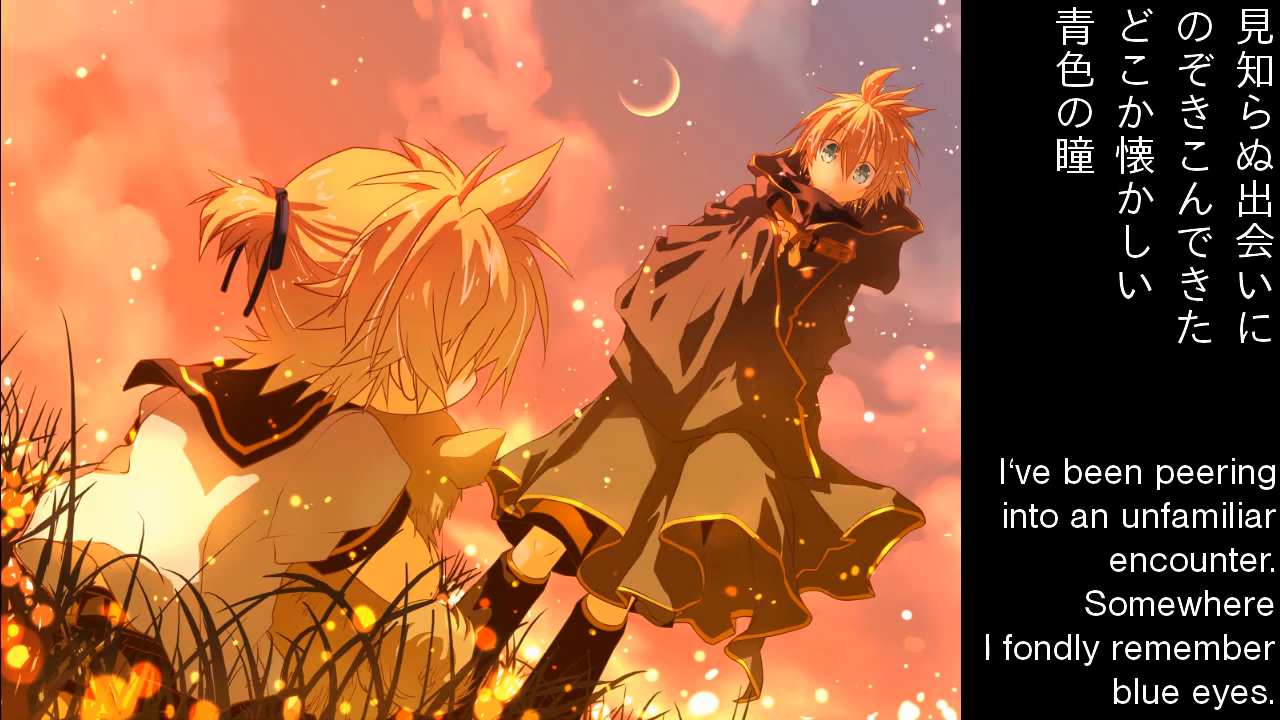 見知らぬ出会いに
のぞきこんできた
どこか懐かしい
青色の瞳
I've been peering
into an unfamiliar
encounter.
Somewhere
I fondly remember
blue eyes.